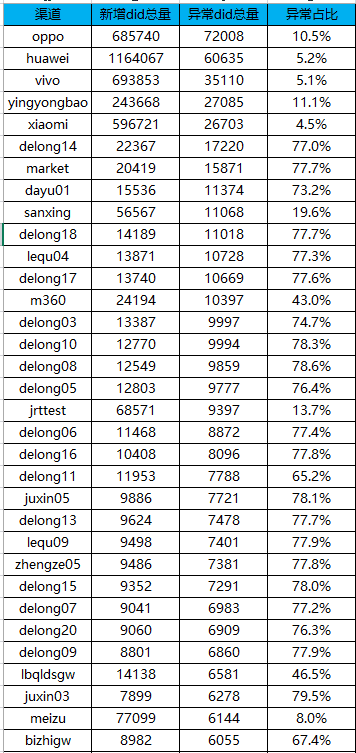 渠道 新增did总量 异常did总量 异常占比
oppo 685740 72008 10.5%
huawei 1164067 60635 5.2%
vivo 693853 35110 5.1%
yingyongbao 243668 27085 11.1%
xiaomi 596721 26703 4.5%
delong14 22367 17220 77.0%
market 20419 15871 77.7%
dayu01 15536 11374 73.2%
sanxing 56567 11068 19.6%
delong18 14189 11018 77.7%
lequ04 13871 10728 77.3%
delong17 13740 10669 77.6%
m360 24194 10397 43.0%
delong03 13387 9997 74.7%
delong10 12770 9994 78.3%
delong08 12549 9859 78.6%
delong05 12803 9777 76.4%
jrttest 68571 9397 13.7%
delong06 11468 8872 77.4%
delong16 10408 8096 77.8%
delong11 11953 7788 65.2%
juxin05 9886 7721 78.1%
delong13 9624 7478 77.7%
lequ09 9498 7401 77.9%
zhengze05 9486 7381 77.8%
delong15 9352 7291 78.0%
delong07 9041 6983 77.2%
delong20 9060 6909 76.3%
delong09 8801 6860 77.9%
lbqldsgw 14138 6581 46.5%
juxin03 7899 6278 79.5%
meizu 77099 6144 8.0%
bizhigw 8982 6055 67.4%